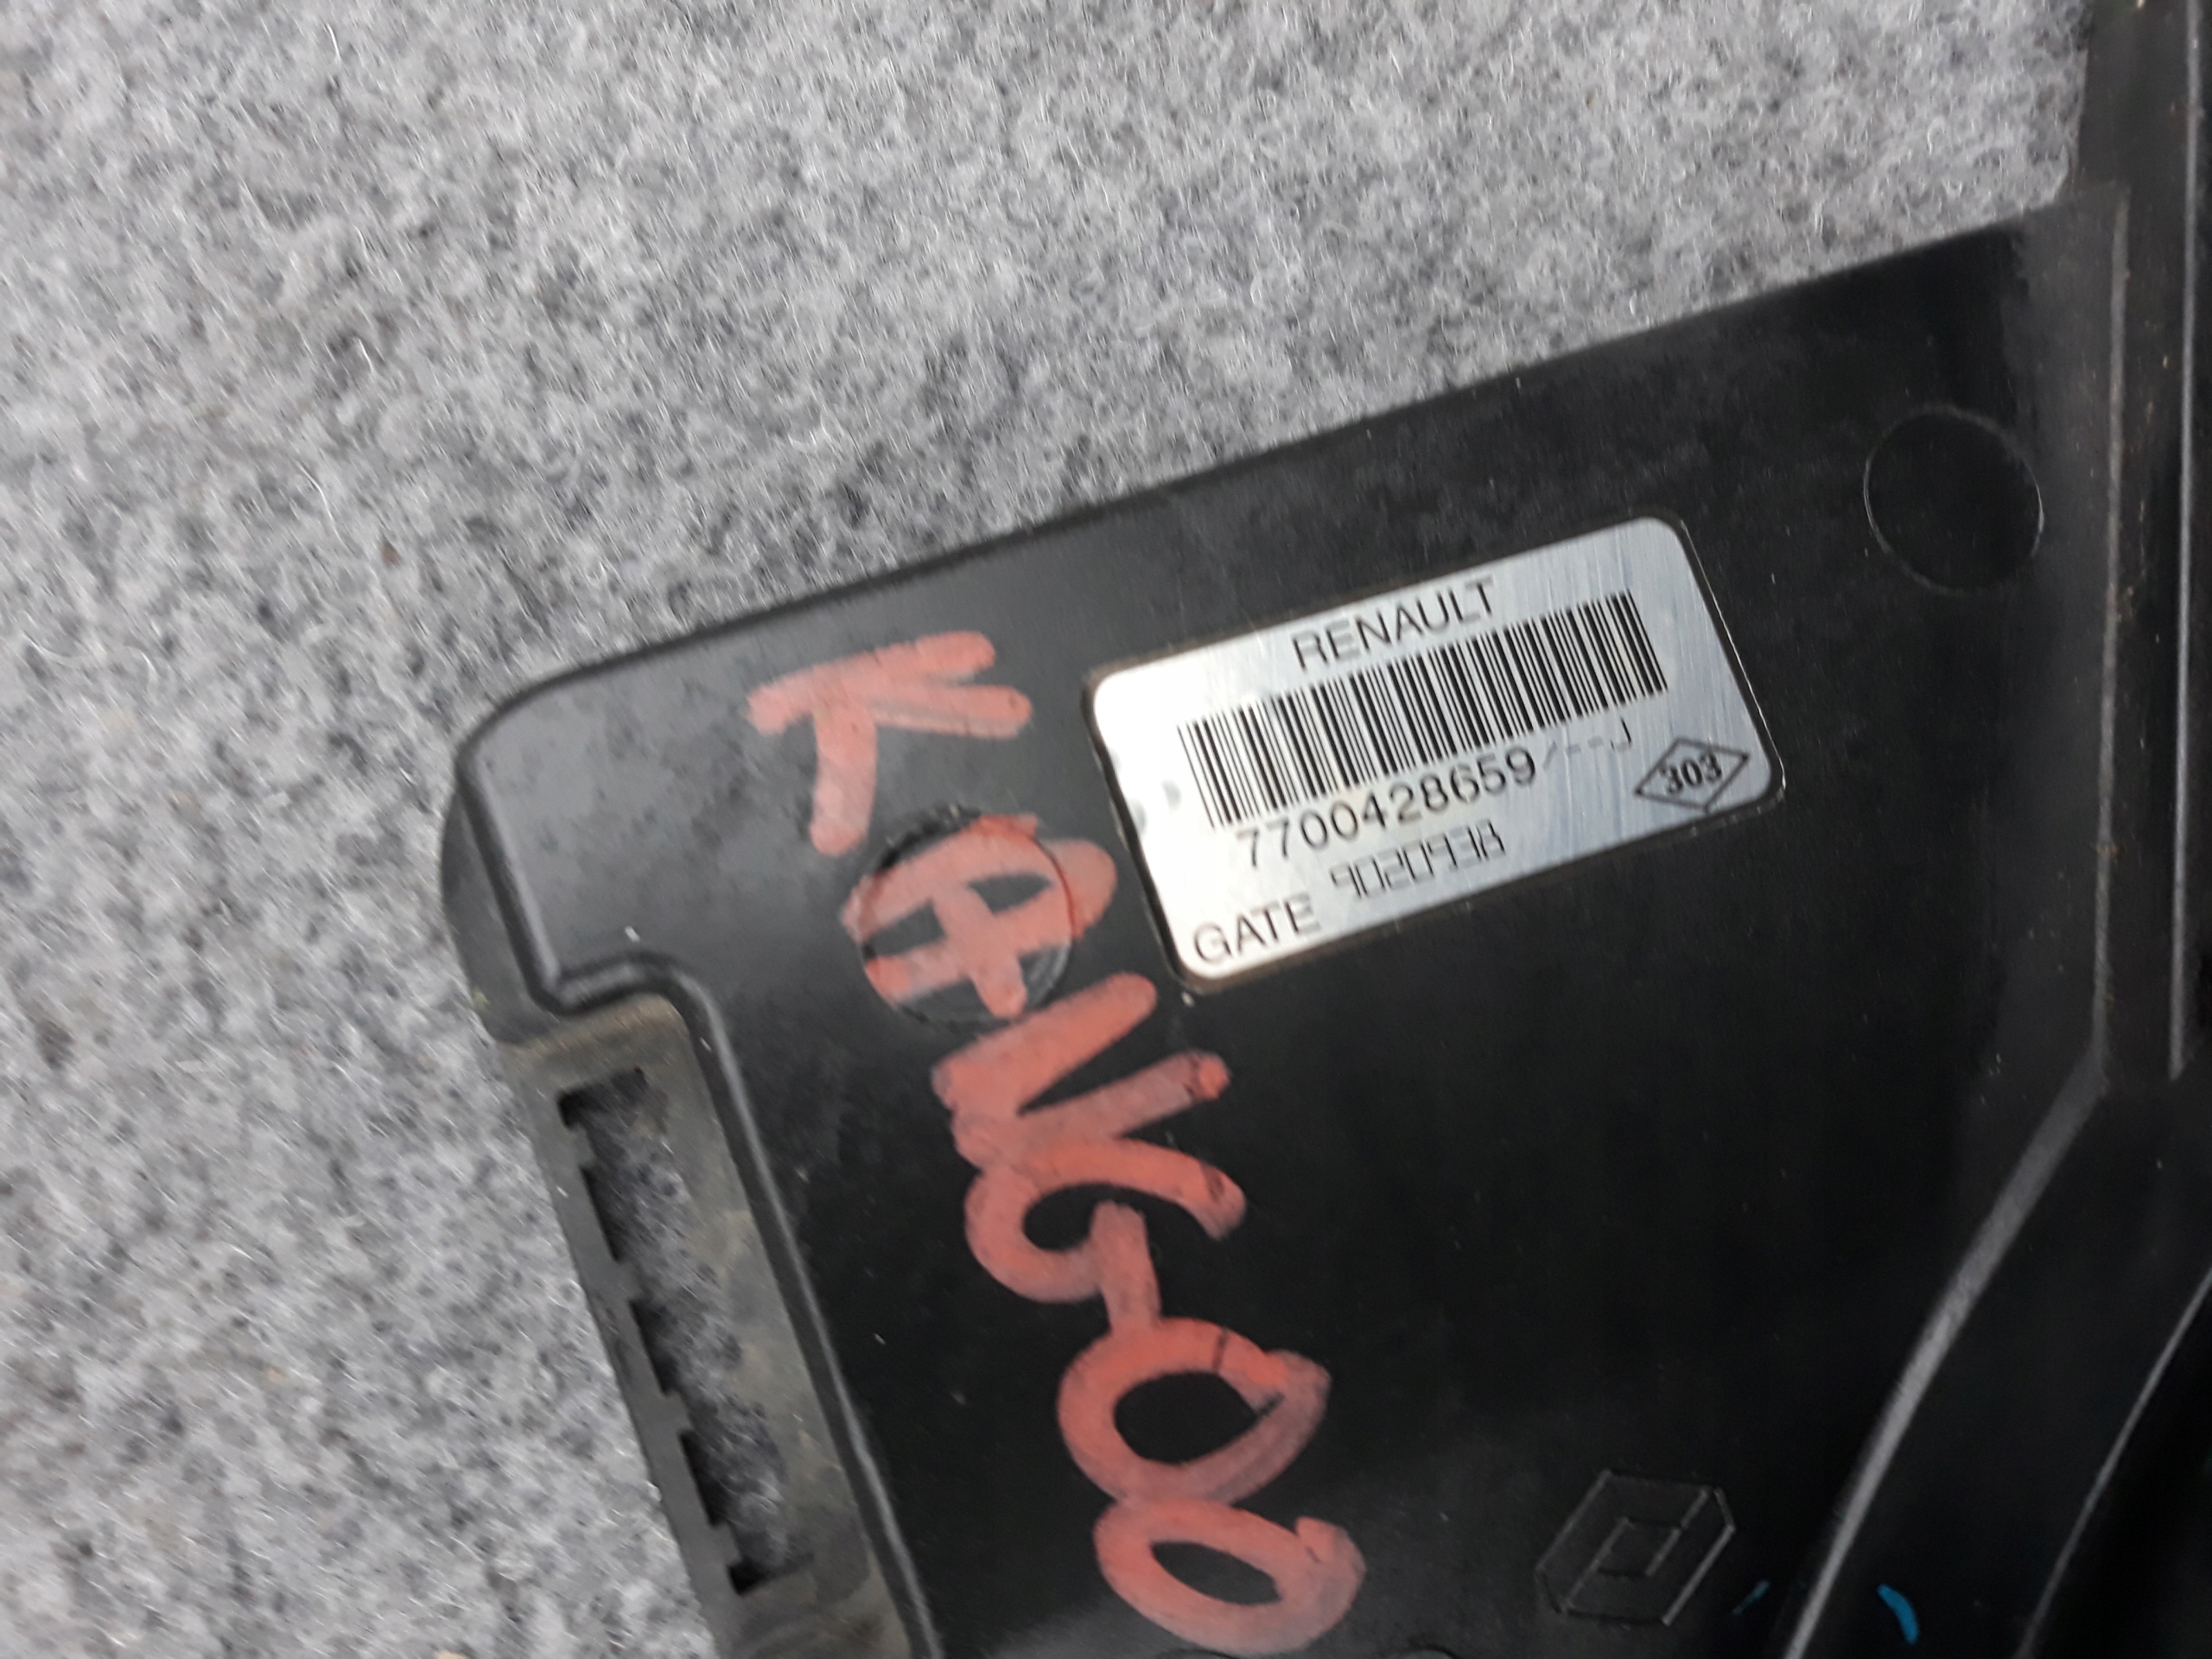 RENAULT
7700428659/--J
303
GATE 9020938
KANGOO